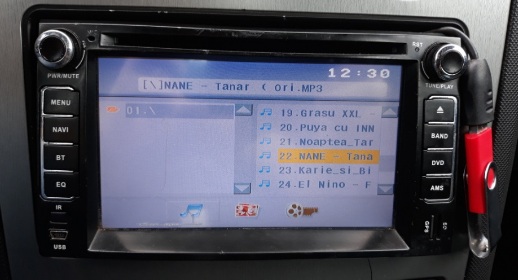 RST
12:30
PWR/MUTE
TUNE/PLAY
[\]NANE - Tanar ( ori.MP3
01.\
19.Grasu XXL -
20.Puya cu INN
21.Noaptea_Tar
22.NANE - Tana
23.Karie_si_Bi
24.El Nino - F
MENU
NAVI
BT
EQ
IR
USB
BAND
DVD
AMS
GPS
SD